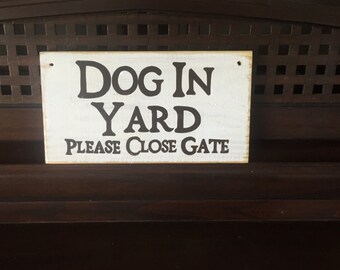 Dog In
Yard
Please Close Gate